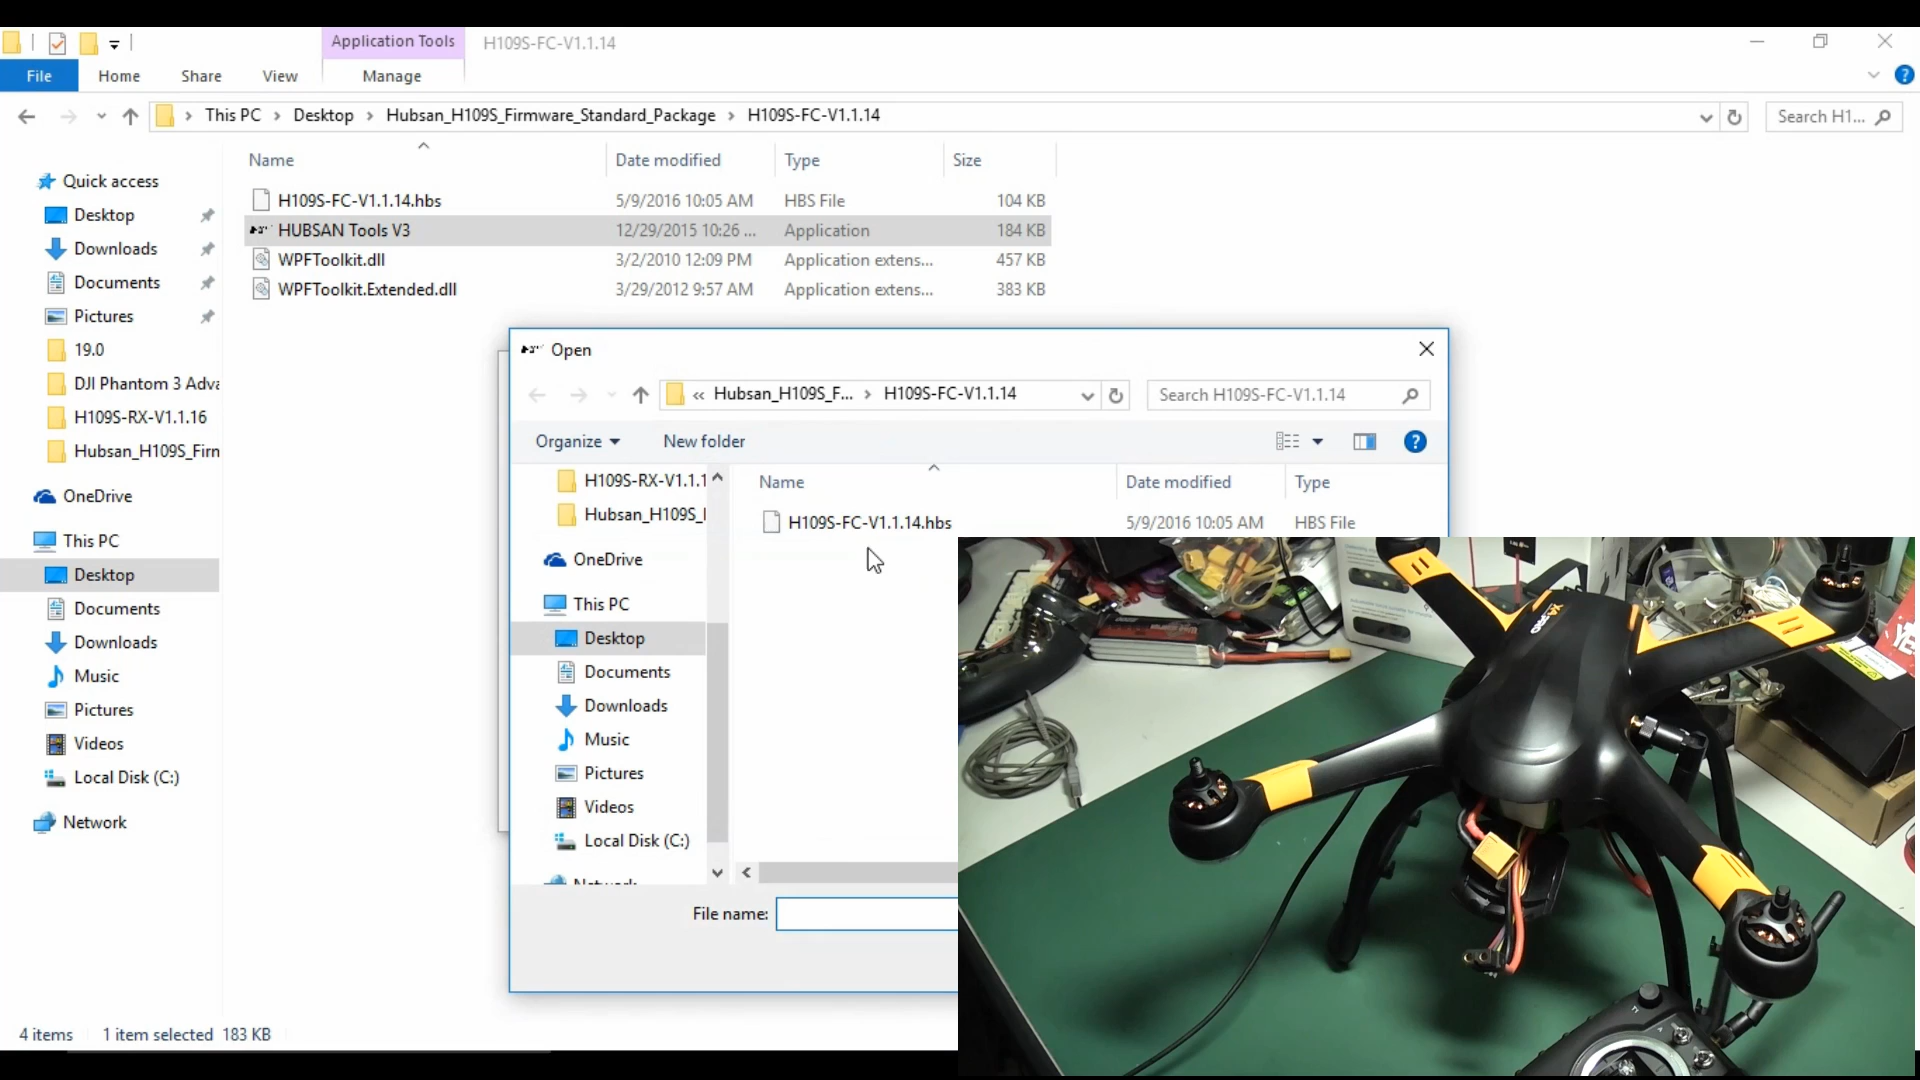 Application Tools
H109S-FC-V1.1.14
File
Home
Share
View
Manage
This PC
Desktop
Hubsan_H109S_Firmware_Standard_Package
H109S-FC-V1.1.14
Search H1...
Name
Date modified
Type
Size
H109S-FC-V1.1.14.hbs
5/9/2016 10:05 AM
HBS File
104 KB
HUBSAN Tools V3
12/29/2015 10:26 ...
Application
184 KB
WPFToolkit.dll
3/2/2010 12:09 PM
Application extens...
457 KB
WPFToolkit.Extended.dll
3/29/2012 9:57 AM
Application extens...
383 KB
Quick access
Desktop
Downloads
Documents
Pictures
19.0
DJI Phantom 3 Adva
H109S-RX-V1.1.16
Hubsan_H109S_Firn
OneDrive
This PC
Desktop
Documents
Downloads
Music
Pictures
Videos
Local Disk (C:)
Network
4 items
1 item selected 183 KB
Open
« Hubsan_H109S_F...
H109S-FC-V1.1.14
Search H109S-FC-V1.1.14
Organize
New folder
H109S-RX-V1.1.1
Hubsan_H109S_I
OneDrive
This PC
Desktop
Documents
Downloads
Music
Pictures
Videos
Local Disk (C:)
Network
Name
Date modified
Type
H109S-FC-V1.1.14.hbs
5/9/2016 10:05 AM
HBS File
File name:
X4 PRO